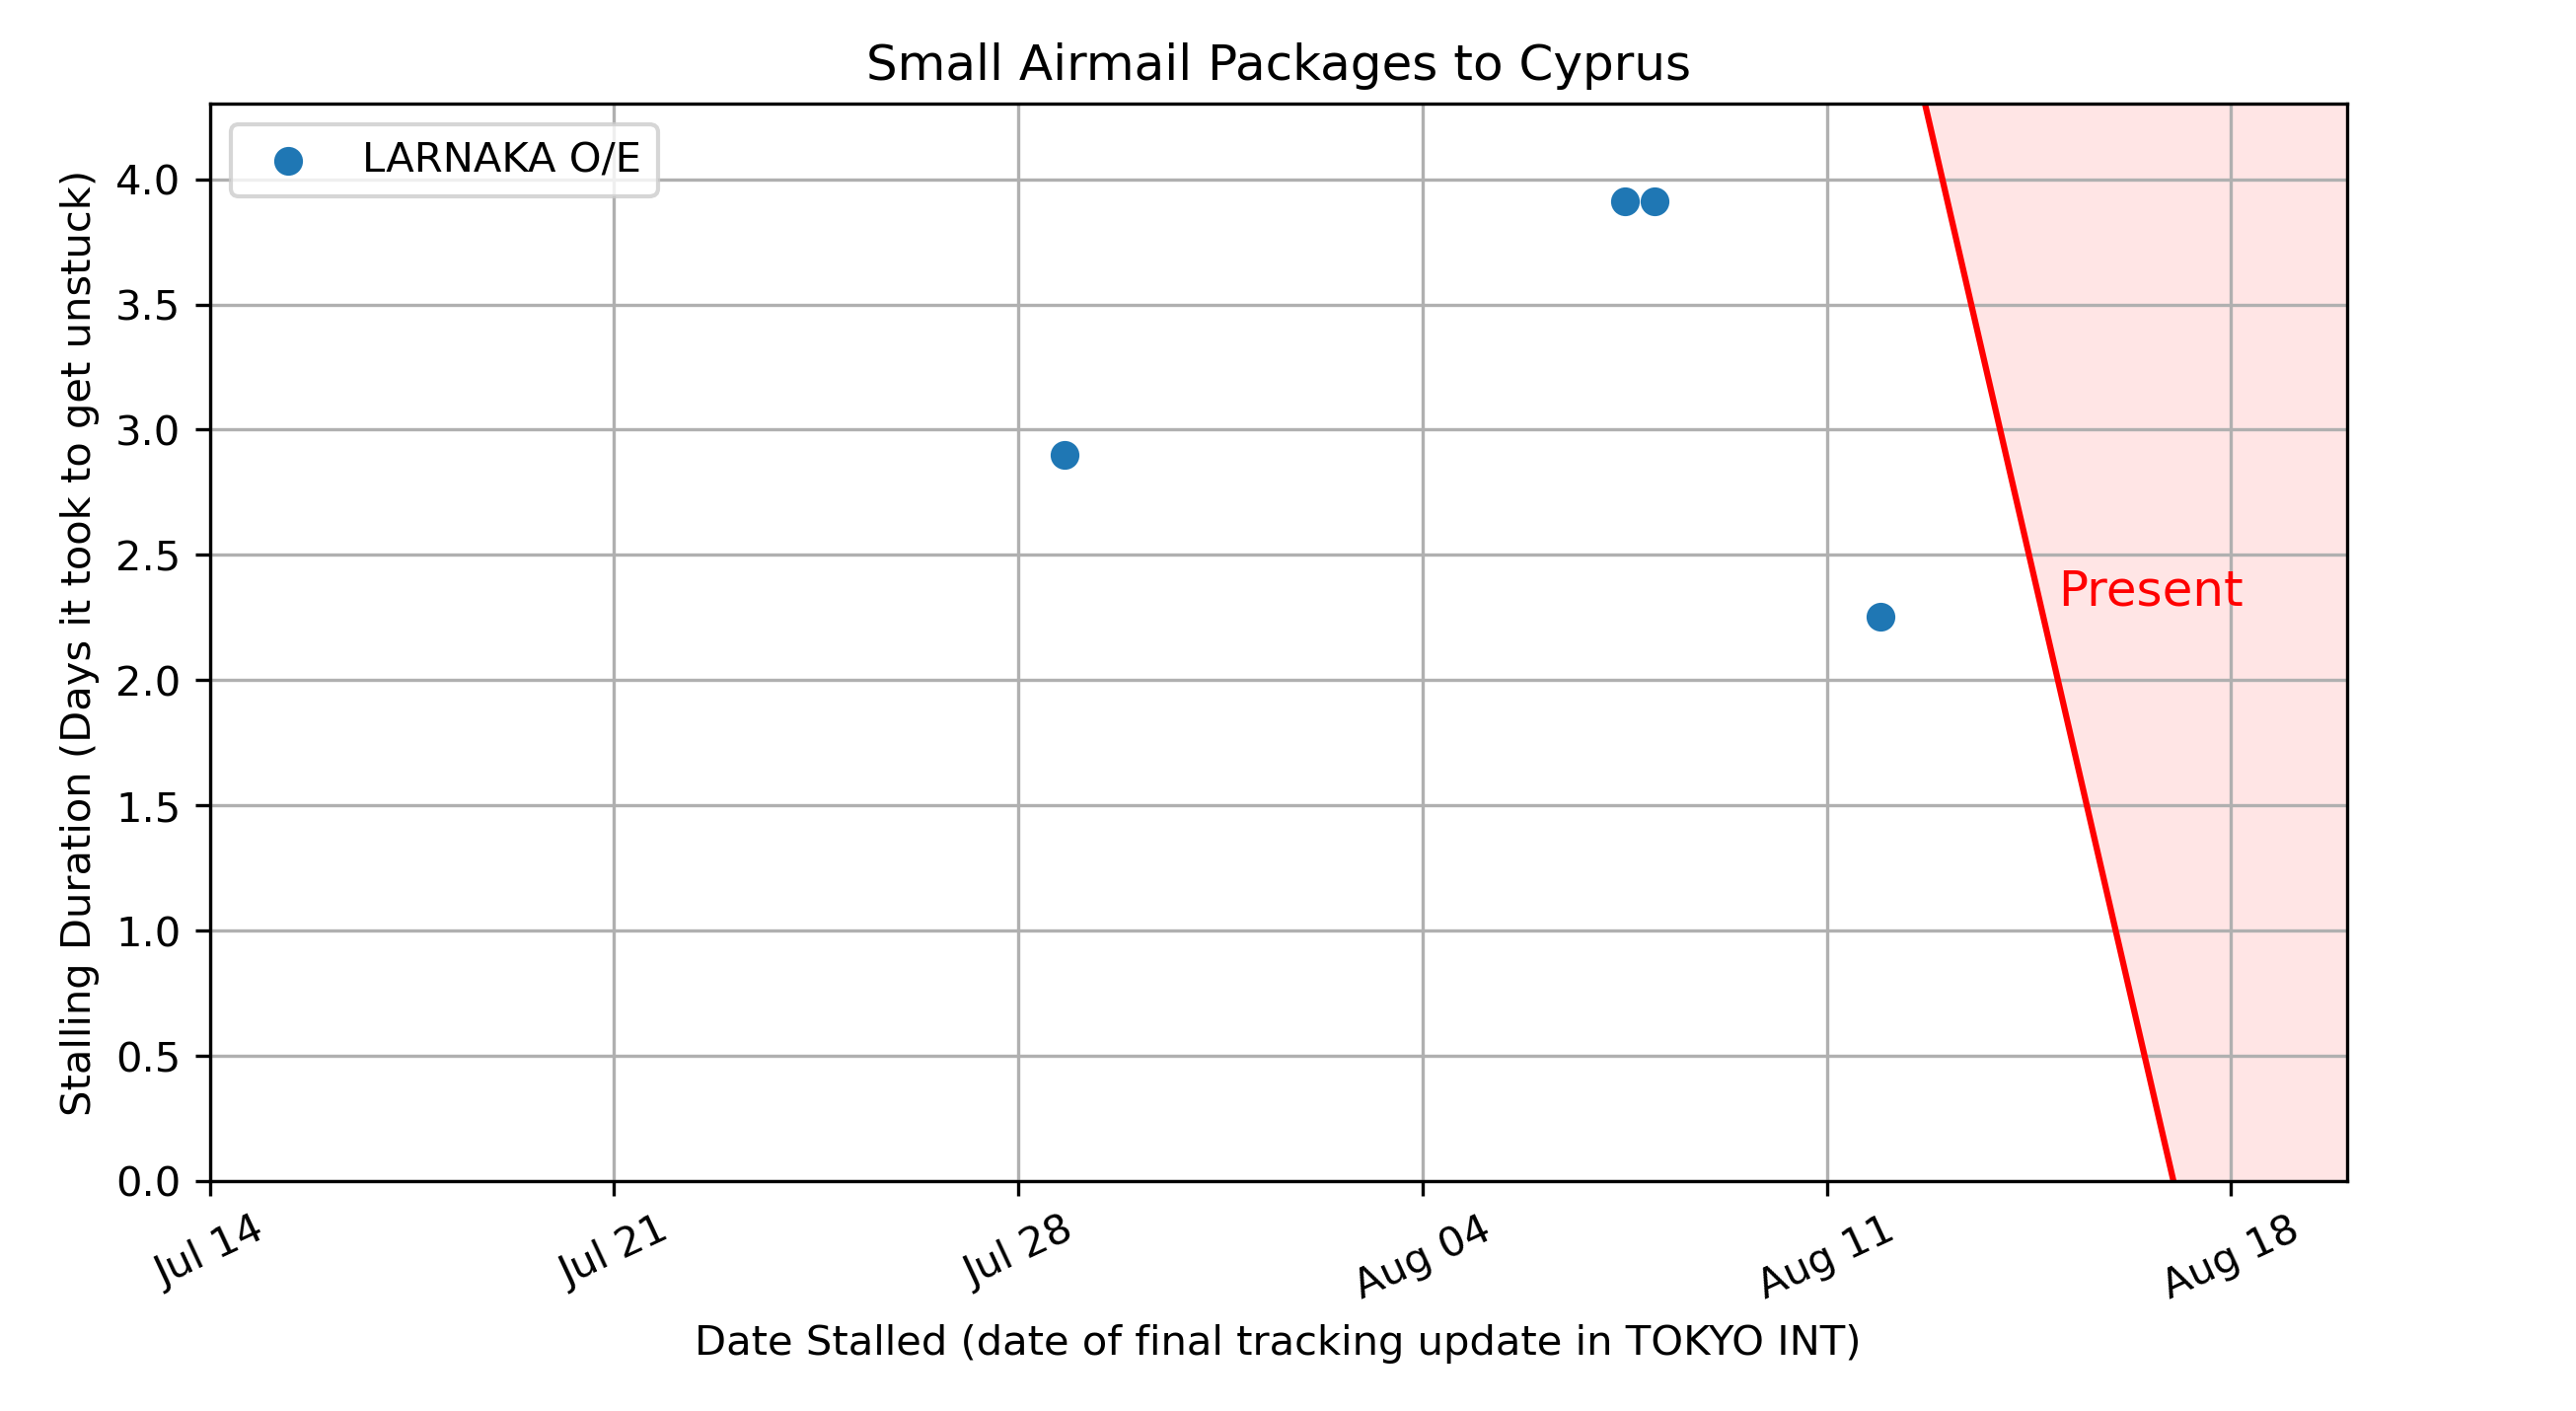 Small Airmail Packages to Cyprus
LARNAKA O/E
Stalling Duration (Days it took to get unstuck)
4.0
3.5
3.0
2.5
2.0
1.5
1.0
0.5
0.0
Present
Jul 14
Jul 21
Jul 28
Aug 04
Aug 11
Aug 18
Date Stalled (date of final tracking update in TOKYO INT)